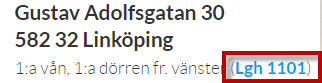 Gustav Adolfsgatan 30
582 32 Linköping
1:a vån, 1:a dörren fr. vänster (Lgh 1101)